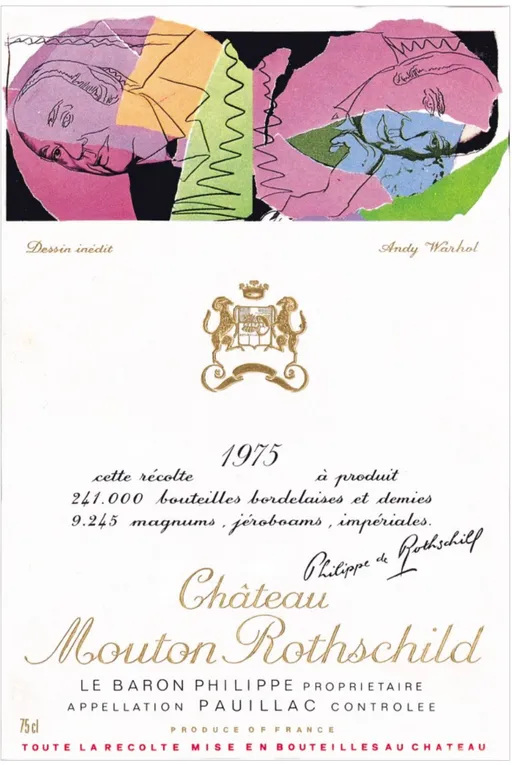 Dessin inédit
Andy Warhol
1975
cette récolte à produit
241.000 bouteilles bordelaises et demies
9.245 magnums, jéroboams, impériales.
Philippe de Rothschild
Château
Mouton Rothschild
LE BARON PHILIPPE PROPRIETAIRE
APPELLATION PAUILLAC CONTROLEE
75 cl
PRODUCE OF FRANCE
TOUTE LA RECOLTE MISE EN BOUTEILLES AU CHATEAU